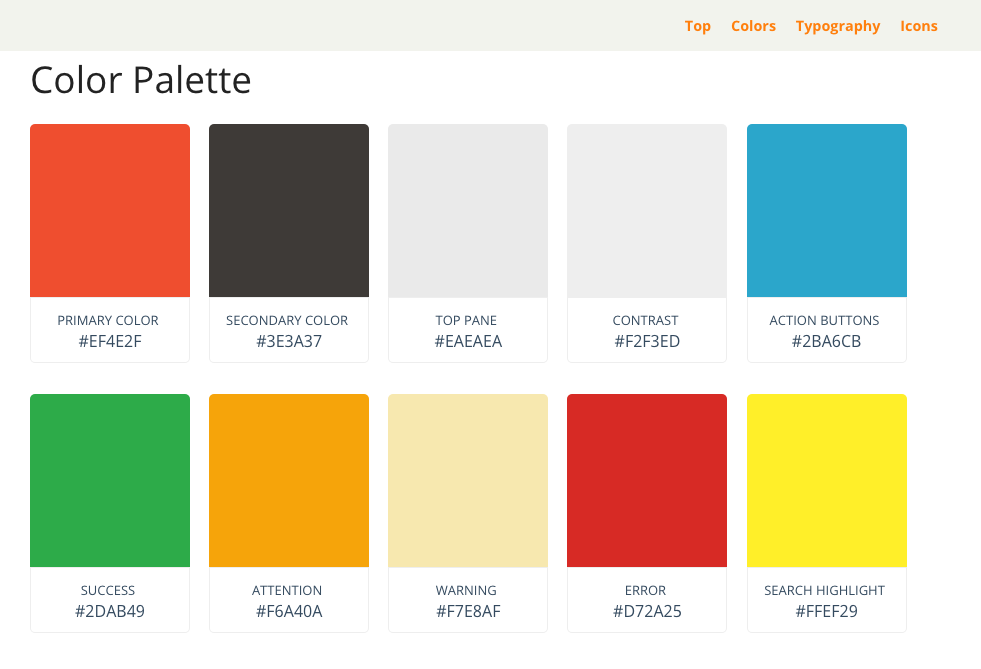 Top Colors Typography Icons
Color Palette
PRIMARY COLOR
#EF4E2F
SECONDARY COLOR
#3E3A37
TOP PANE
#EAEAEA
CONTRAST
#F2F3ED
ACTION BUTTONS
#2BA6CB
SUCCESS
#2DAB49
ATTENTION
#F6A40A
WARNING
#F7E8AF
ERROR
#D72A25
SEARCH HIGHLIGHT
#FFEF29